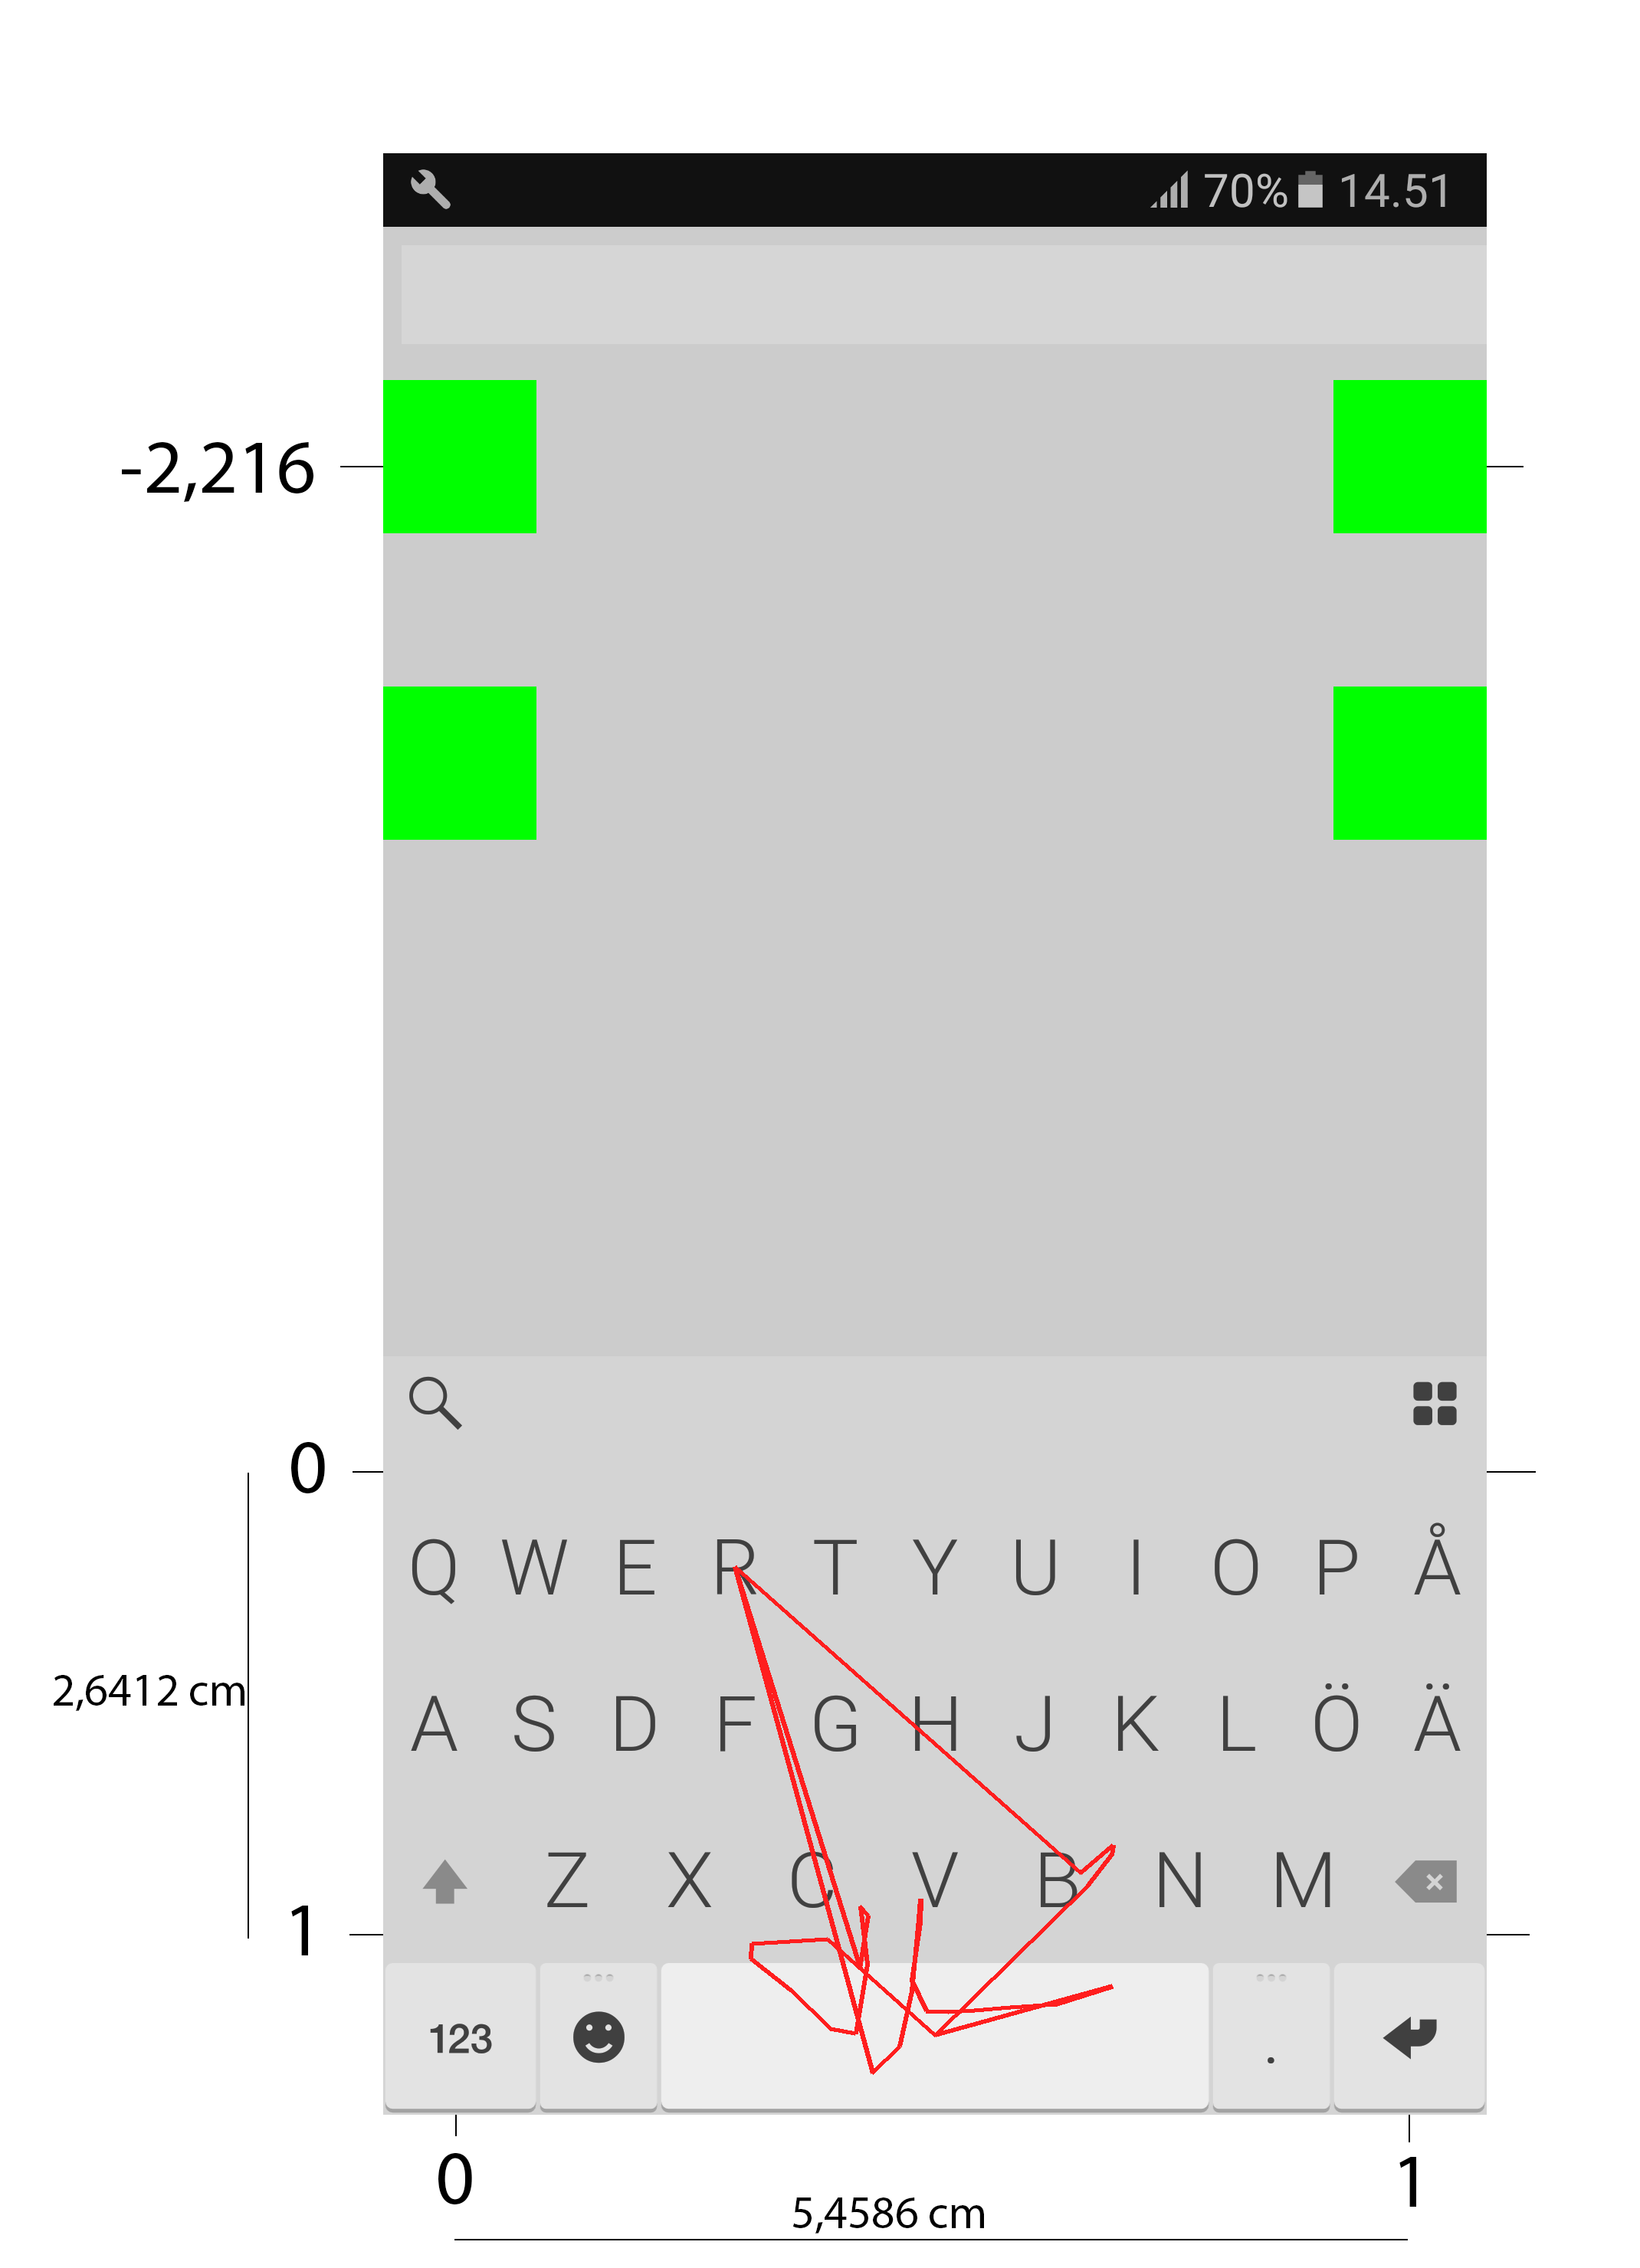 70% 14.51
-2,216
0
Q W E R T Y U I O P Å
2,6412 cm
A S D F G H J K L Ö Ä
Z X C V B N M
1
123 .
0 1
5,4586 cm